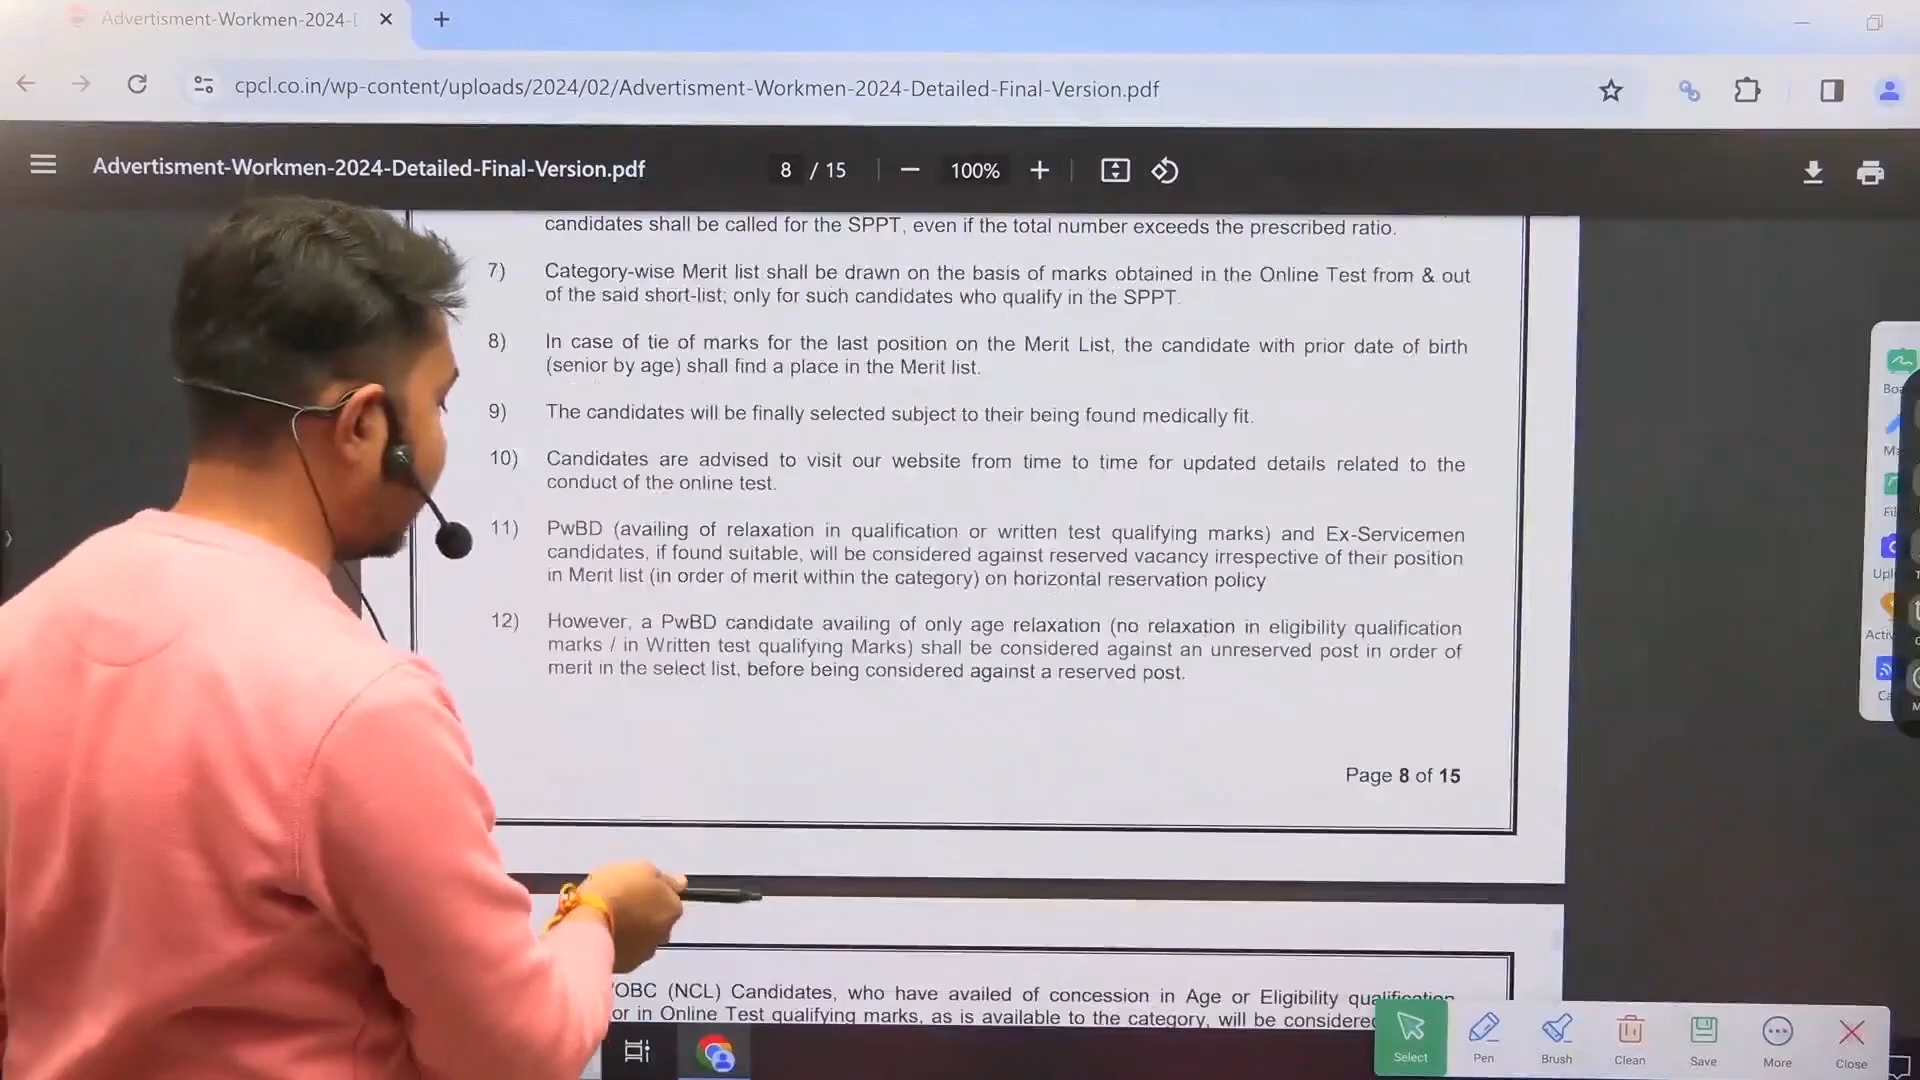 Advertisment-Workmen-2024-
cpcl.co.in/wp-content/uploads/2024/02/Advertisment-Workmen-2024-Detailed-Final-Version.pdf
Advertisment-Workmen-2024-Detailed-Final-Version.pdf
8 / 15
100%
candidates shall be called for the SPPT, even if the total number exceeds the prescribed ratio.
7) Category-wise Merit list shall be drawn on the basis of marks obtained in the Online Test from & out
of the said short-list; only for such candidates who qualify in the SPPT.
8) In case of tie of marks for the last position on the Merit List, the candidate with prior date of birth
(senior by age) shall find a place in the Merit list.
9) The candidates will be finally selected subject to their being found medically fit.
10) Candidates are advised to visit our website from time to time for updated details related to the
conduct of the online test.
11) PwBD (availing of relaxation in qualification or written test qualifying marks) and Ex-Servicemen
candidates, if found suitable, will be considered against reserved vacancy irrespective of their position
in Merit list (in order of merit within the category) on horizontal reservation policy
12) However, a PwBD candidate availing of only age relaxation (no relaxation in eligibility qualification
marks / in Written test qualifying Marks) shall be considered against an unreserved post in order of
merit in the select list, before being considered against a reserved post.
Page 8 of 15
OBC (NCL) Candidates, who have availed of concession in Age or Eligibility qualification
or in Online Test qualifying marks, as is available to the category, will be considered
Select
Pen
Brush
Clean
Save
More
Close